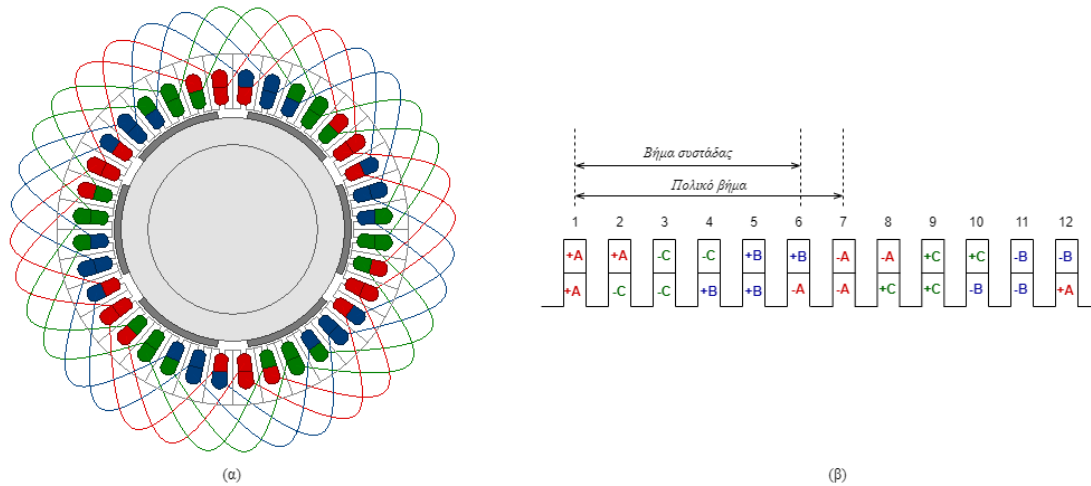 Βήμα συστάδας
Πολικό βήμα
1 2 3 4 5 6 7 8 9 10 11 12
+A +A -C -C +B +B -A -A +C +C -B -B
+A -C -C +B +B -A -A +C +C -B -B +A
(α) (β)